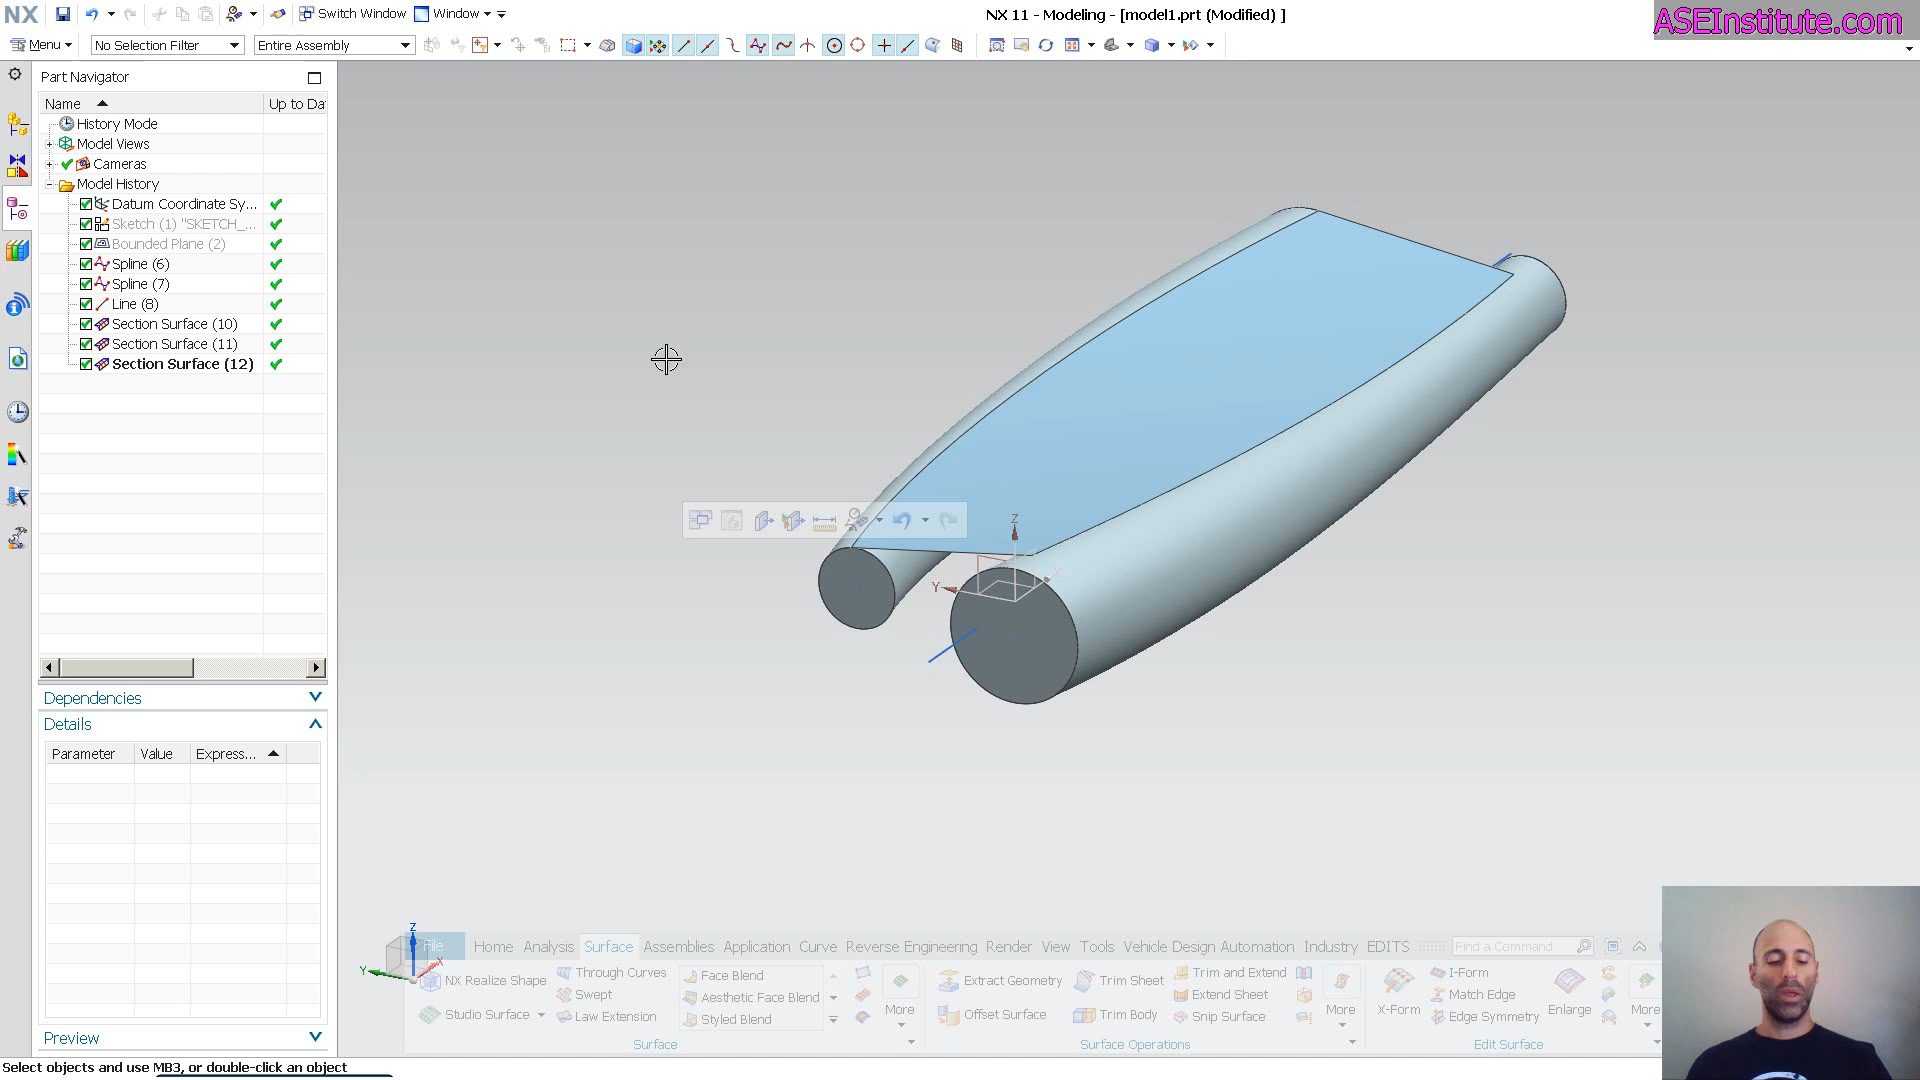 NX
Switch Window
Window
NX 11 - Modeling - [model1.prt (Modified) ]
ASEInstitute.com
Menu
No Selection Filter
Entire Assembly
Part Navigator
Name
Up to Da
History Mode
Model Views
Cameras
Model History
Datum Coordinate Sy...
Sketch (1) "SKETCH_...
Bounded Plane (2)
Spline (6)
Spline (7)
Line (8)
Section Surface (10)
Section Surface (11)
Section Surface (12)
Z
Y
Dependencies
Details
Parameter
Value
Express...
Z
Y
X
File
Home
Analysis
Surface
Assemblies
Application
Curve
Reverse Engineering
Render
View
Tools
Vehicle Design Automation
Industry
EDITS
Find a Command
NX Realize Shape
Through Curves
Face Blend
Extract Geometry
Trim Sheet
Trim and Extend
I-Form
Swept
Aesthetic Face Blend
Extend Sheet
Match Edge
Studio Surface
Law Extension
Styled Blend
More
Offset Surface
Trim Body
Snip Surface
More
X-Form
Edge Symmetry
Enlarge
More
Surface
Surface Operations
Edit Surface
Preview
Select objects and use MB3, or double-click an object